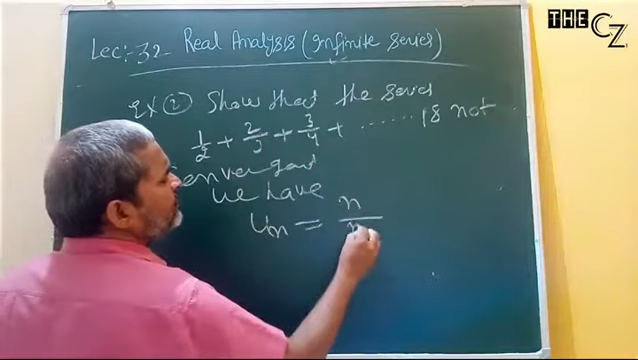 THE CZ
Lec:-32 Real Analysis (Infinite Series)
Ex ② Show that the series
1/2 + 2/3 + 3/4 + ...... is not
convergent
We have
Un = n/n